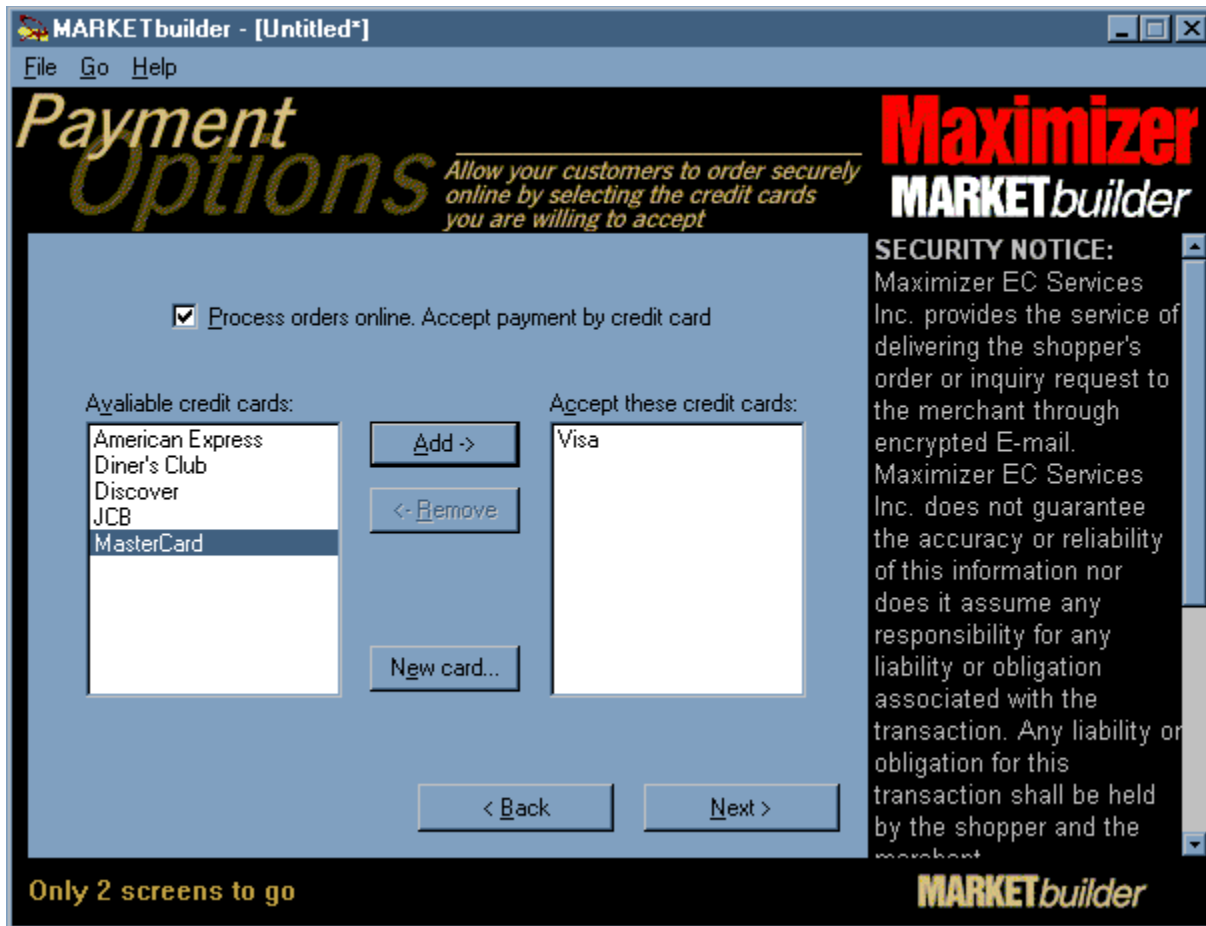 MARKETbuilder - [Untitled*]
File Go Help
Payment
Options
Allow your customers to order securely
online by selecting the credit cards
you are willing to accept
Maximizer
MARKETbuilder
Process orders online. Accept payment by credit card
Avaliable credit cards:
American Express
Diner's Club
Discover
JCB
MasterCard
Add ->
<- Remove
New card...
Accept these credit cards:
Visa
< Back
Next >
SECURITY NOTICE:
Maximizer EC Services
Inc. provides the service of
delivering the shopper's
order or inquiry request to
the merchant through
encrypted E-mail.
Maximizer EC Services
Inc. does not guarantee
the accuracy or reliability
of this information nor
does it assume any
responsibility for any
liability or obligation
associated with the
transaction. Any liability or
obligation for this
transaction shall be held
by the shopper and the
merchant
Only 2 screens to go
MARKETbuilder